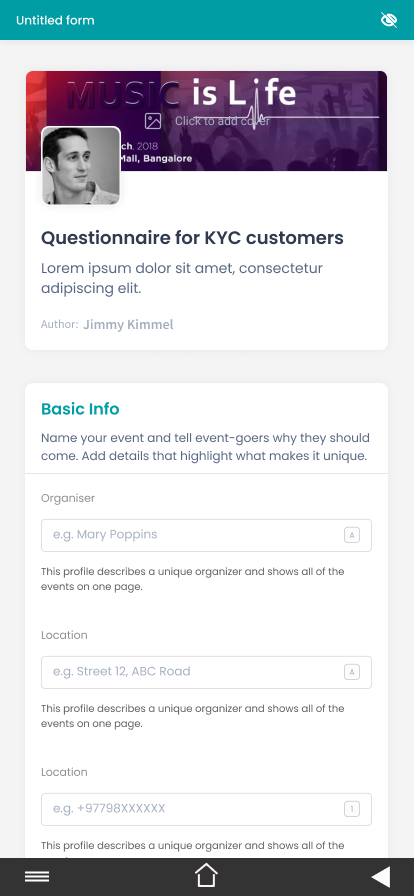 Untitled form
MUSIC is Life
Click to add cover
ch, 2018
Mall, Bangalore
Questionnaire for KYC customers
Lorem ipsum dolor sit amet, consectetur
adipiscing elit.
Author: Jimmy Kimmel
Basic Info
Name your event and tell event-goers why they should
come. Add details that highlight what makes it unique.
Organiser
e.g. Mary Poppins
A
This profile describes a unique organizer and shows all of the
events on one page.
Location
e.g. Street 12, ABC Road
A
This profile describes a unique organizer and shows all of the
events on one page.
Location
e.g. +97798XXXXXX
1
This profile describes a unique organizer and shows all of the